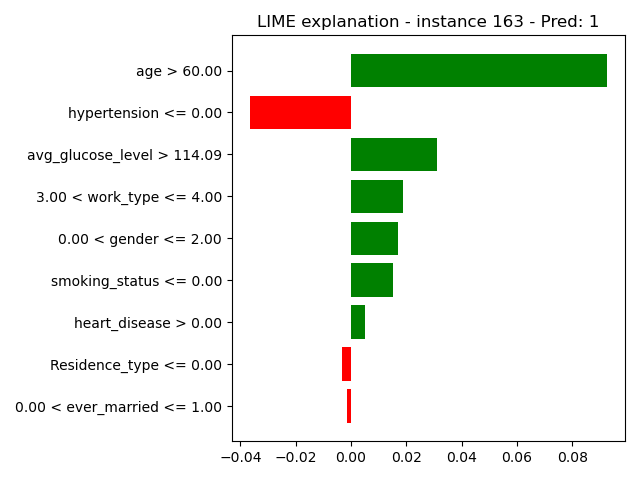 LIME explanation - instance 163 - Pred: 1
age > 60.00
hypertension <= 0.00
avg_glucose_level > 114.09
3.00 < work_type <= 4.00
0.00 < gender <= 2.00
smoking_status <= 0.00
heart_disease > 0.00
Residence_type <= 0.00
0.00 < ever_married <= 1.00
−0.04 −0.02 0.00 0.02 0.04 0.06 0.08